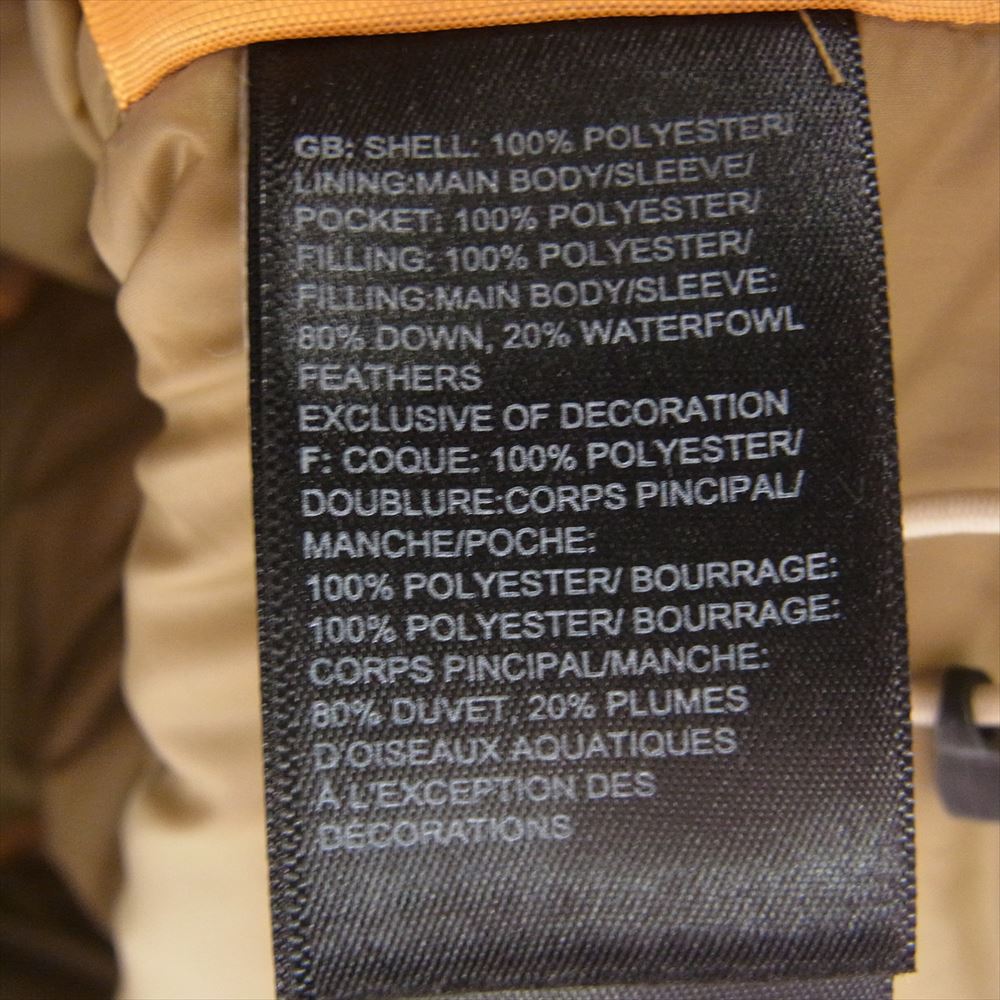 GB: SHELL: 100% POLYESTER/
LINING:MAIN BODY/SLEEVE/
POCKET: 100% POLYESTER/
FILLING: 100% POLYESTER/
FILLING:MAIN BODY/SLEEVE:
80% DOWN, 20% WATERFOWL
FEATHERS
EXCLUSIVE OF DECORATION
F: COQUE: 100% POLYESTER/
DOUBLURE:CORPS PINCIPAL/
MANCHE/POCHE:
100% POLYESTER/ BOURRAGE:
100% POLYESTER/ BOURRAGE:
CORPS PINCIPAL/MANCHE:
80% DUVET, 20% PLUMES
D'OISEAUX AQUATIQUES
À L'EXCEPTION DES
DÉCORATIONS